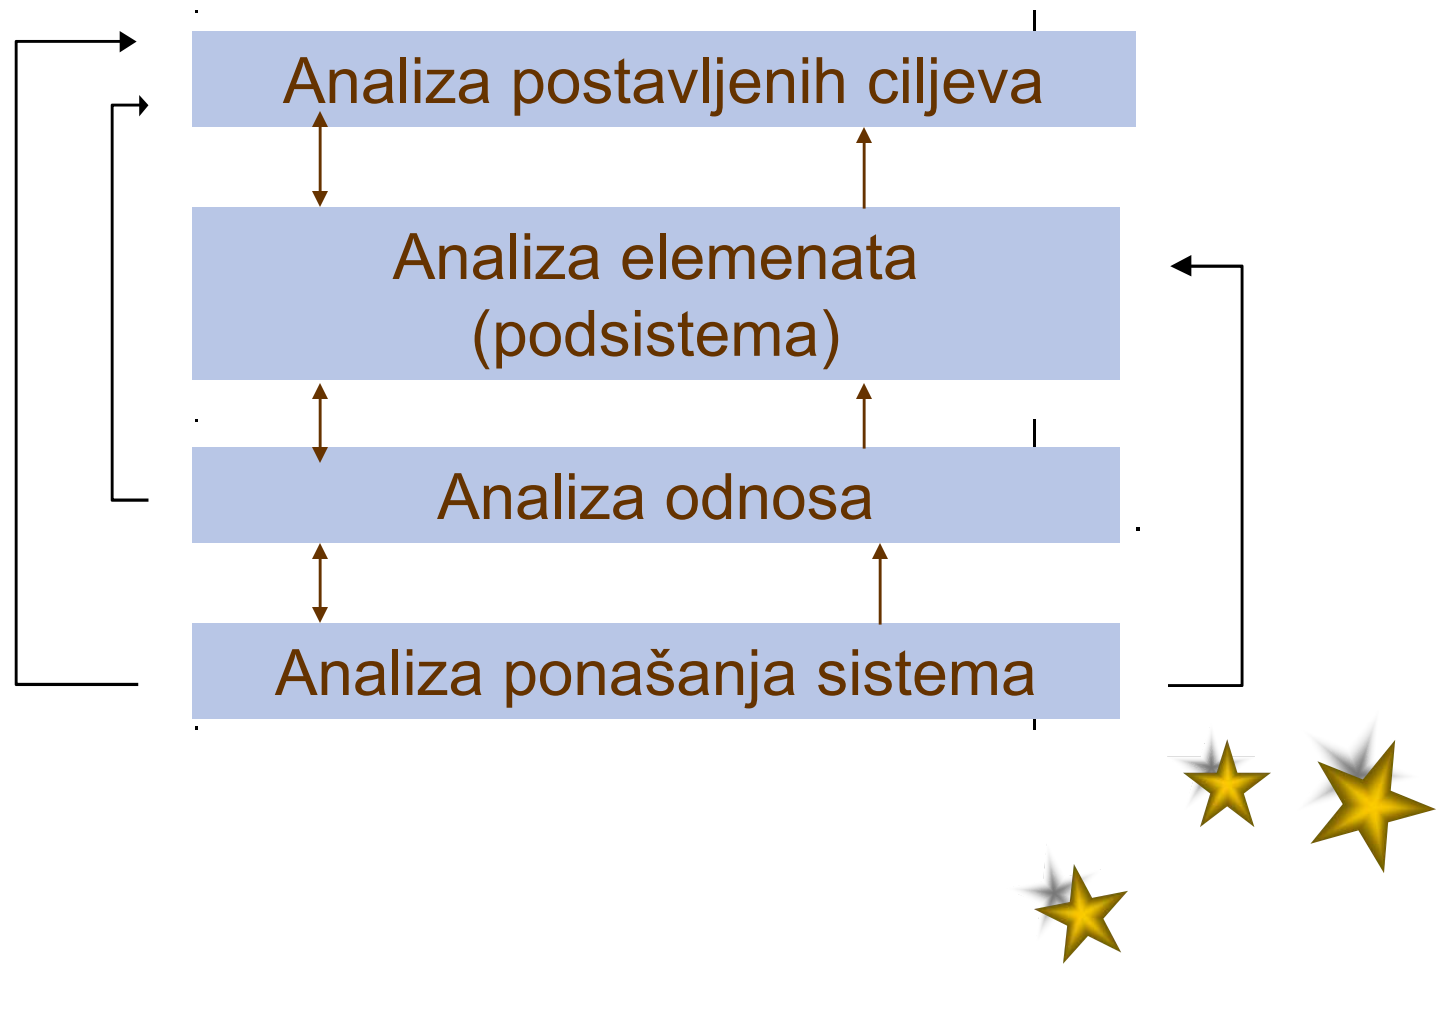 Analiza postavljenih ciljeva
Analiza elemenata
(podsistema)
Analiza odnosa
Analiza ponašanja sistema